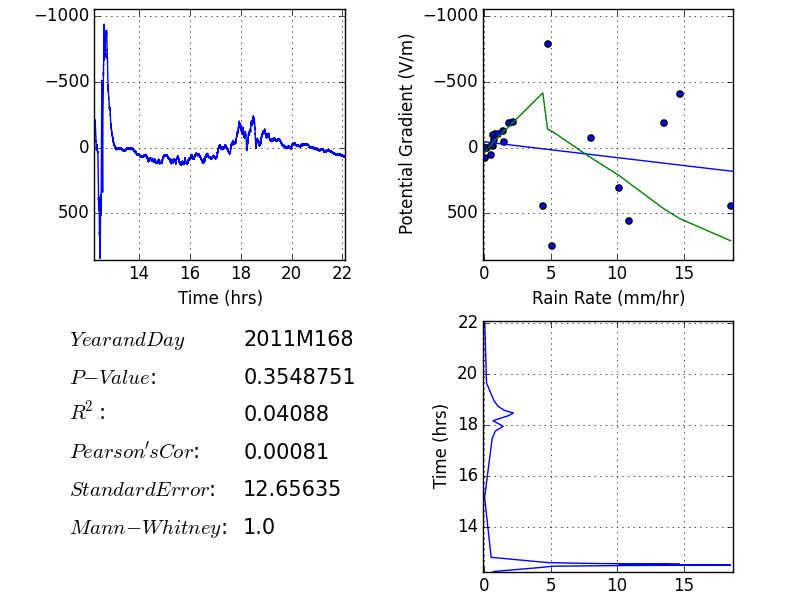 −1000
−500
0
500
14 16 18 20 22
Time (hrs)
−1000
−500
0
500
Potential Gradient (V/m)
0 5 10 15
Rain Rate (mm/hr)
YearandDay 2011M168
P−Value: 0.3548751
R²: 0.04088
Pearson'sCor: 0.00081
StandardError: 12.65635
Mann−Whitney: 1.0
22
20
18
16
14
Time (hrs)
0 5 10 15